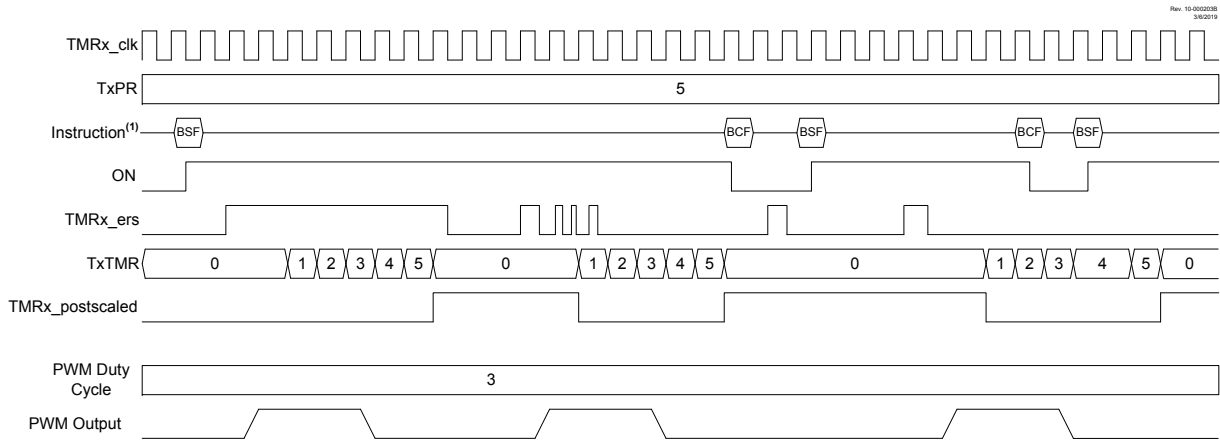 Rev. 10-000203B
3/6/2019
TMRx_clk
TxPR
5
Instruction(1)
BSF
BCF
BSF
BCF
BSF
ON
TMRx_ers
TxTMR
0
1
2
3
4
5
0
1
2
3
4
5
0
1
2
3
4
5
0
TMRx_postscaled
PWM Duty
Cycle
3
PWM Output